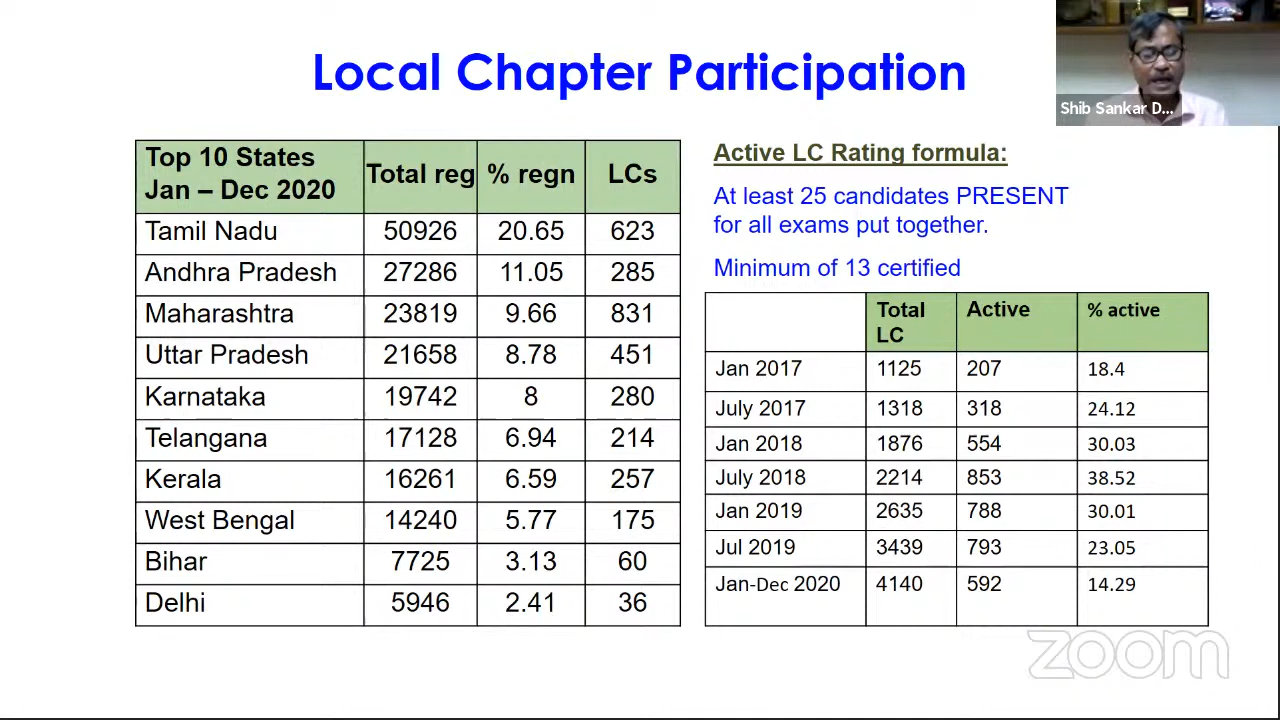 Local Chapter Participation
Shib Sankar D...
Top 10 States
Jan – Dec 2020
Total reg
% regn
LCs
Tamil Nadu 50926 20.65 623
Andhra Pradesh 27286 11.05 285
Maharashtra 23819 9.66 831
Uttar Pradesh 21658 8.78 451
Karnataka 19742 8 280
Telangana 17128 6.94 214
Kerala 16261 6.59 257
West Bengal 14240 5.77 175
Bihar 7725 3.13 60
Delhi 5946 2.41 36
Active LC Rating formula:
At least 25 candidates PRESENT
for all exams put together.
Minimum of 13 certified
Total
LC
Active
% active
Jan 2017 1125 207 18.4
July 2017 1318 318 24.12
Jan 2018 1876 554 30.03
July 2018 2214 853 38.52
Jan 2019 2635 788 30.01
Jul 2019 3439 793 23.05
Jan-Dec 2020 4140 592 14.29
zoom